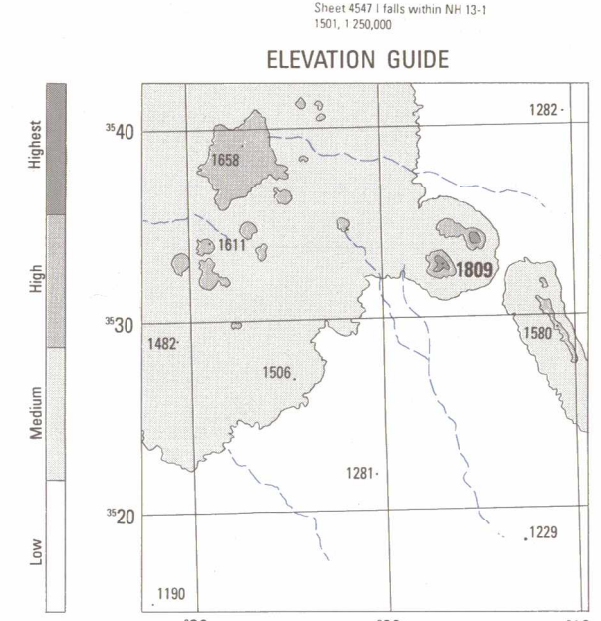 Sheet 4547 I falls within NH 13-1
1501, 1:250,000
ELEVATION GUIDE
Highest
High
Medium
Low
3540
3530
3520
1282
1658
1611
1809
1580
1482
1506
1281
1229
1190